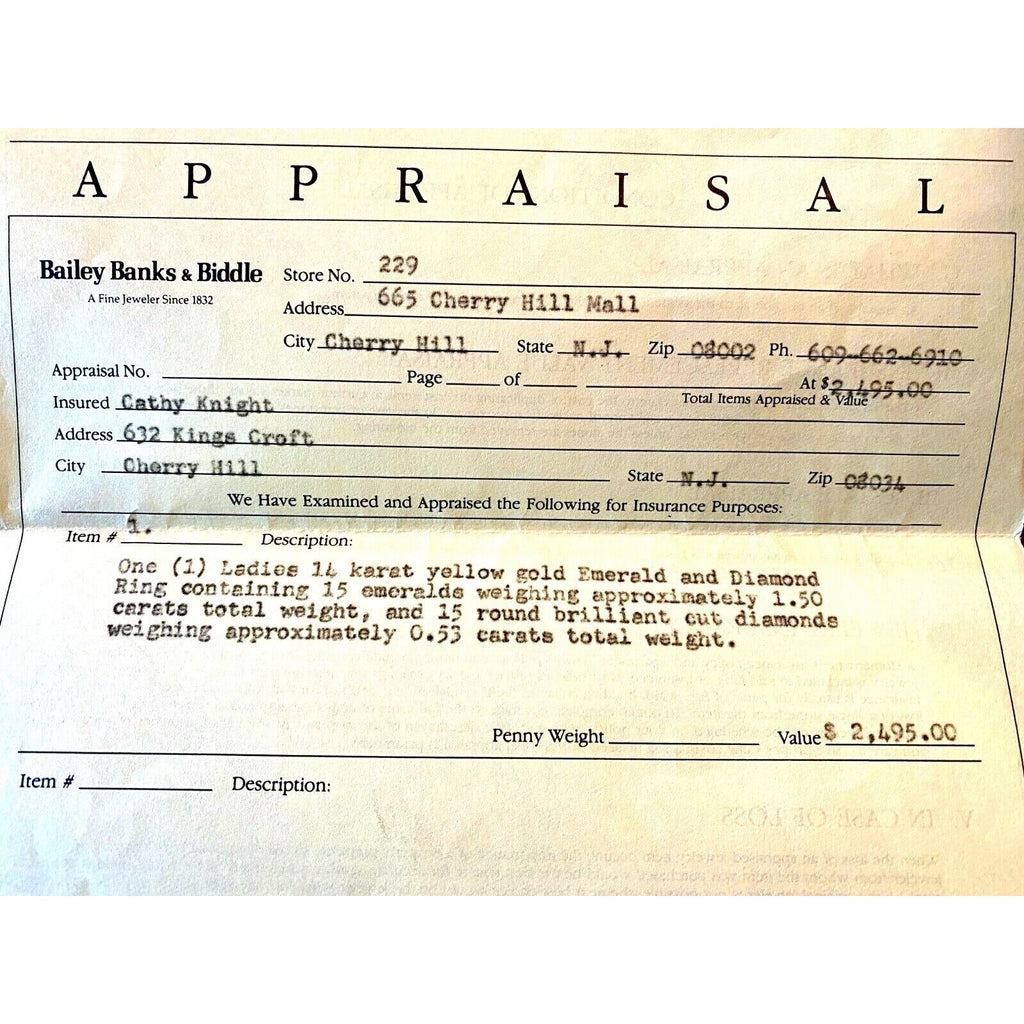 A P P R A I S A L
Bailey Banks & Biddle Store No. 229
A Fine Jeweler Since 1832
Address 665 Cherry Hill Mall
City Cherry Hill State N.J. Zip 08002 Ph. 609-662-6910
Appraisal No. Page of At $2,495.00
Total Items Appraised & Value
Insured Cathy Knight
Address 632 Kings Croft
City Cherry Hill State N.J. Zip 08034
We Have Examined and Appraised the Following for Insurance Purposes:
Item # 1. Description:
One (1) Ladies 14 karat yellow gold Emerald and Diamond
Ring containing 15 emeralds weighing approximately 1.50
carats total weight, and 15 round brillient cut diamonds
weighing approximately 0.53 carats total weight.
Penny Weight Value $ 2,495.00
Item # Description:
V. IN CASE OF LOSS